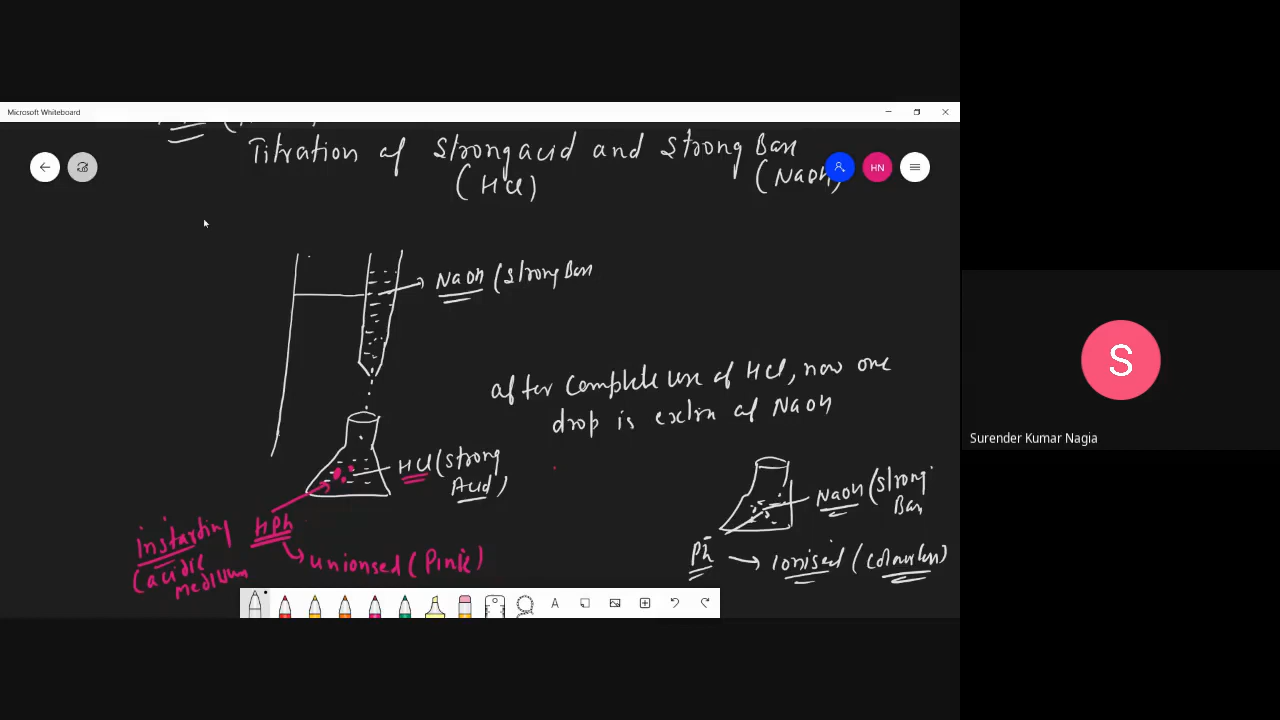 Microsoft Whiteboard
Titration of Strong acid and Strong Base
(HCl)
(NaOH)
HN
NaOH (Strong Base
after Complete use of HCl, now one
drop is extra of NaOH
HCl (Strong
Acid)
NaOH (Strong
Base
instarting
(acidic
medium
HPh
unionsed (Pink)
Ph⁻ → Ionised (Colourless)
A
S
Surender Kumar Nagia